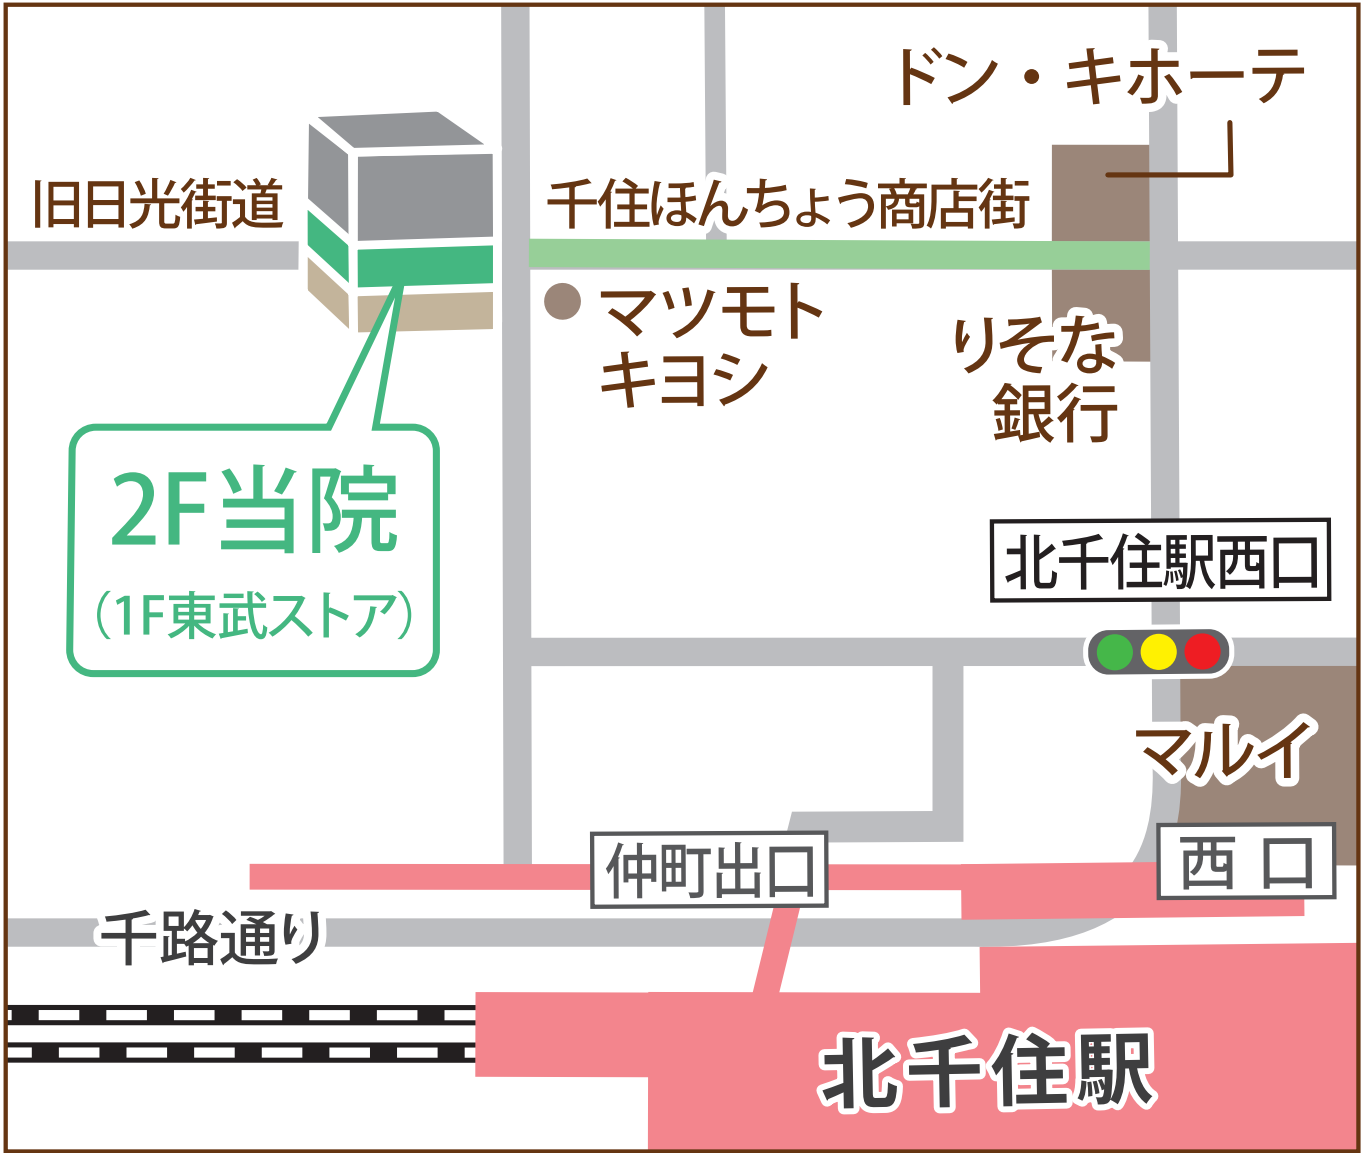 ドン・キホーテ
旧日光街道
千住ほんちょう商店街
マツモト
キヨシ
りそな
銀行
2F当院
（1F東武ストア）
北千住駅西口
マルイ
仲町出口
西口
千路通り
北千住駅